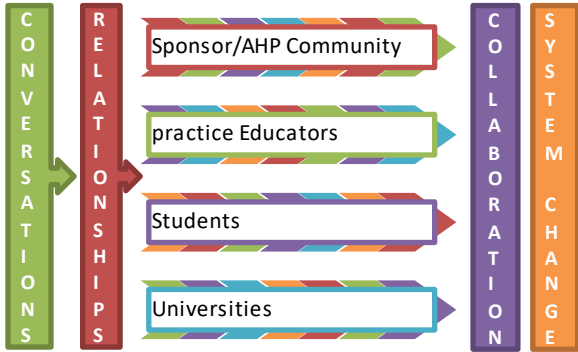 CONVERSATIONS
RELATIONSHIPS
Sponsor/AHP Community
practice Educators
Students
Universities
COLLABORATION
SYSTEM CHANGE